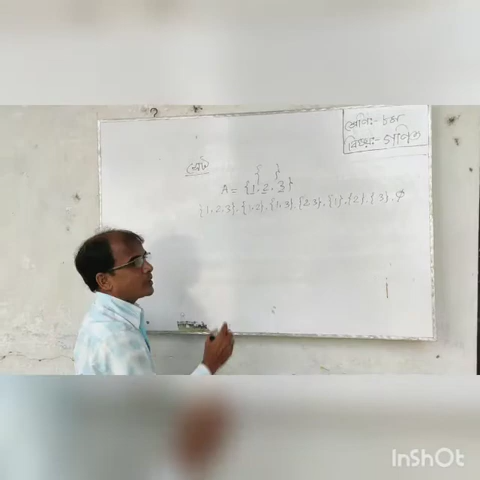 শ্রেণি:- ৮ম
বিষয়:- গণিত
সেট
{ }
A = {1, 2, 3}
{1, 2, 3}, {1, 2}, {1, 3}, {2 3}, {1}, {2}, {3}, φ
InShOt